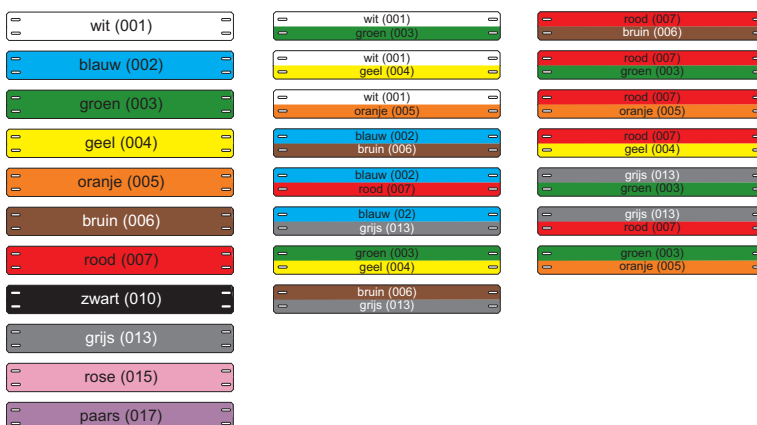 wit (001)
blauw (002)
groen (003)
geel (004)
oranje (005)
bruin (006)
rood (007)
zwart (010)
grijs (013)
rose (015)
paars (017)
wit (001)
groen (003)
wit (001)
geel (004)
wit (001)
oranje (005)
blauw (002)
bruin (006)
blauw (002)
rood (007)
blauw (02)
grijs (013)
groen (003)
geel (004)
bruin (006)
grijs (013)
rood (007)
bruin (006)
rood (007)
groen (003)
rood (007)
oranje (005)
rood (007)
geel (004)
grijs (013)
groen (003)
grijs (013)
rood (007)
groen (003)
oranje (005)